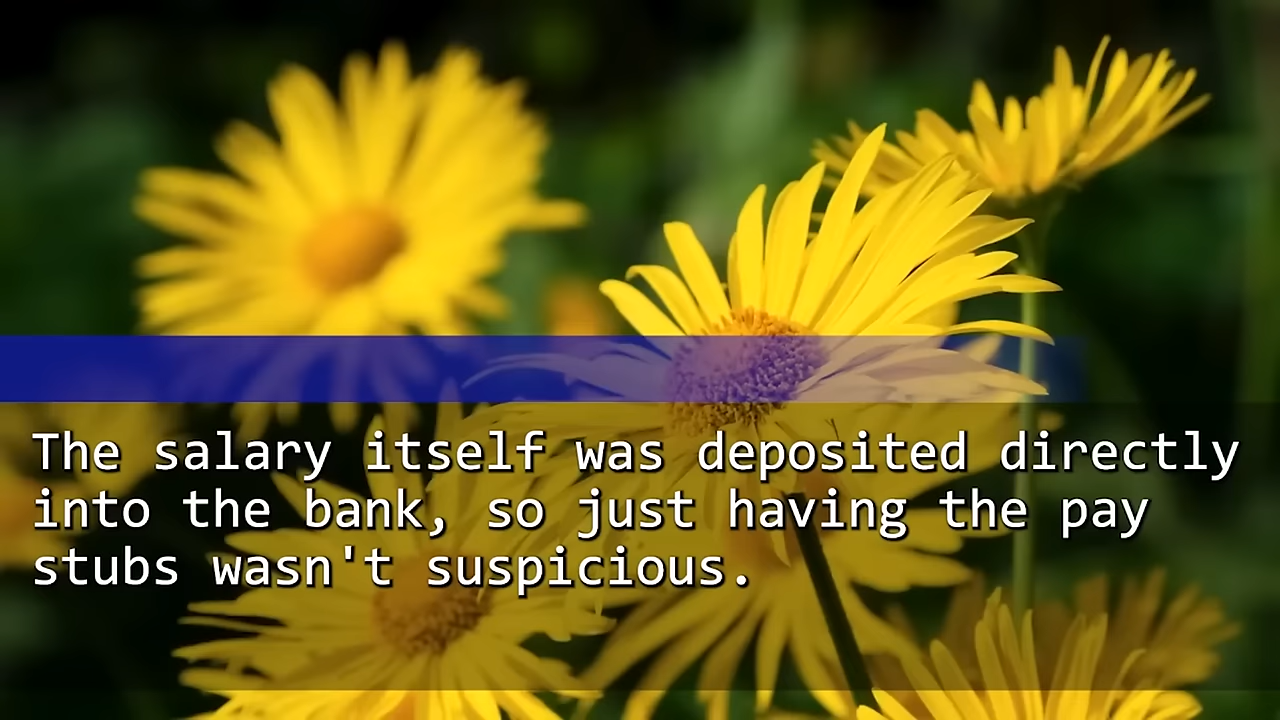 The salary itself was deposited directly
into the bank, so just having the pay
stubs wasn't suspicious.